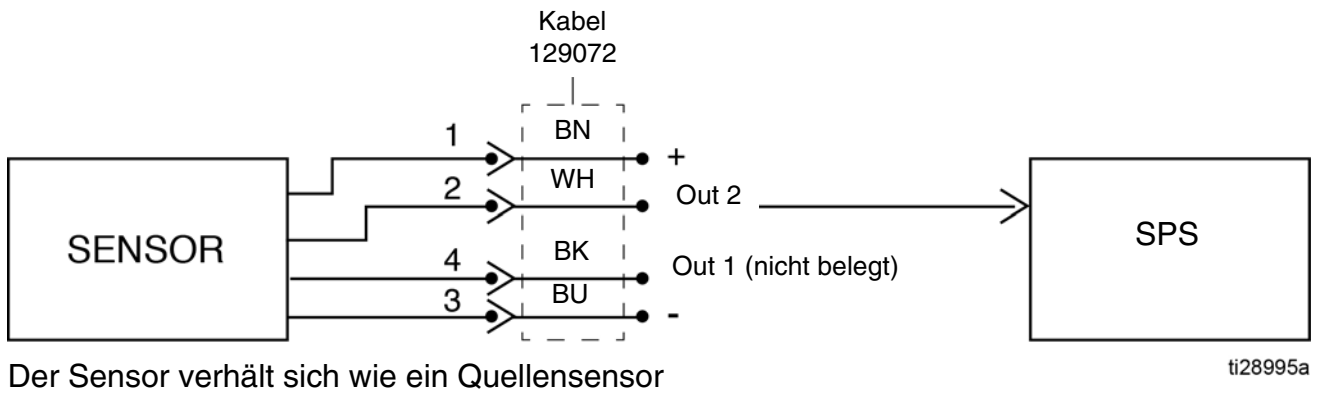 Kabel
129072
1
BN
+
2
WH
Out 2
SENSOR
SPS
4
BK
Out 1 (nicht belegt)
3
BU
-
Der Sensor verhält sich wie ein Quellensensor
ti28995a